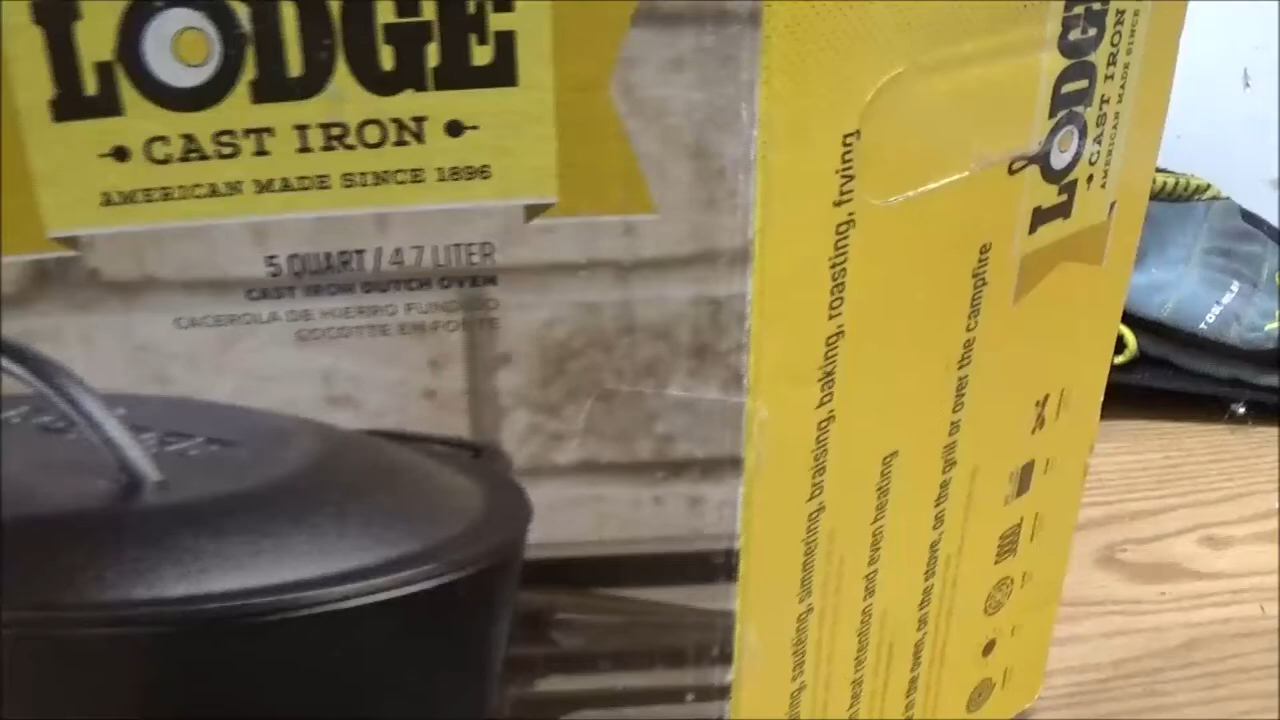 LODGE
CAST IRON
AMERICAN MADE SINCE 1896
5 QUART / 4.7 LITER
CAST IRON DUTCH OVEN
CACEROLA DE HIERRO FUNDIDO
COCOTTE EN FONTE
sautéing, simmering, braising, baking, roasting, frying
heat retention and even heating
in the oven, on the stove, on the grill or over the campfire
LODGE
CAST IRON
AMERICAN MADE SINCE